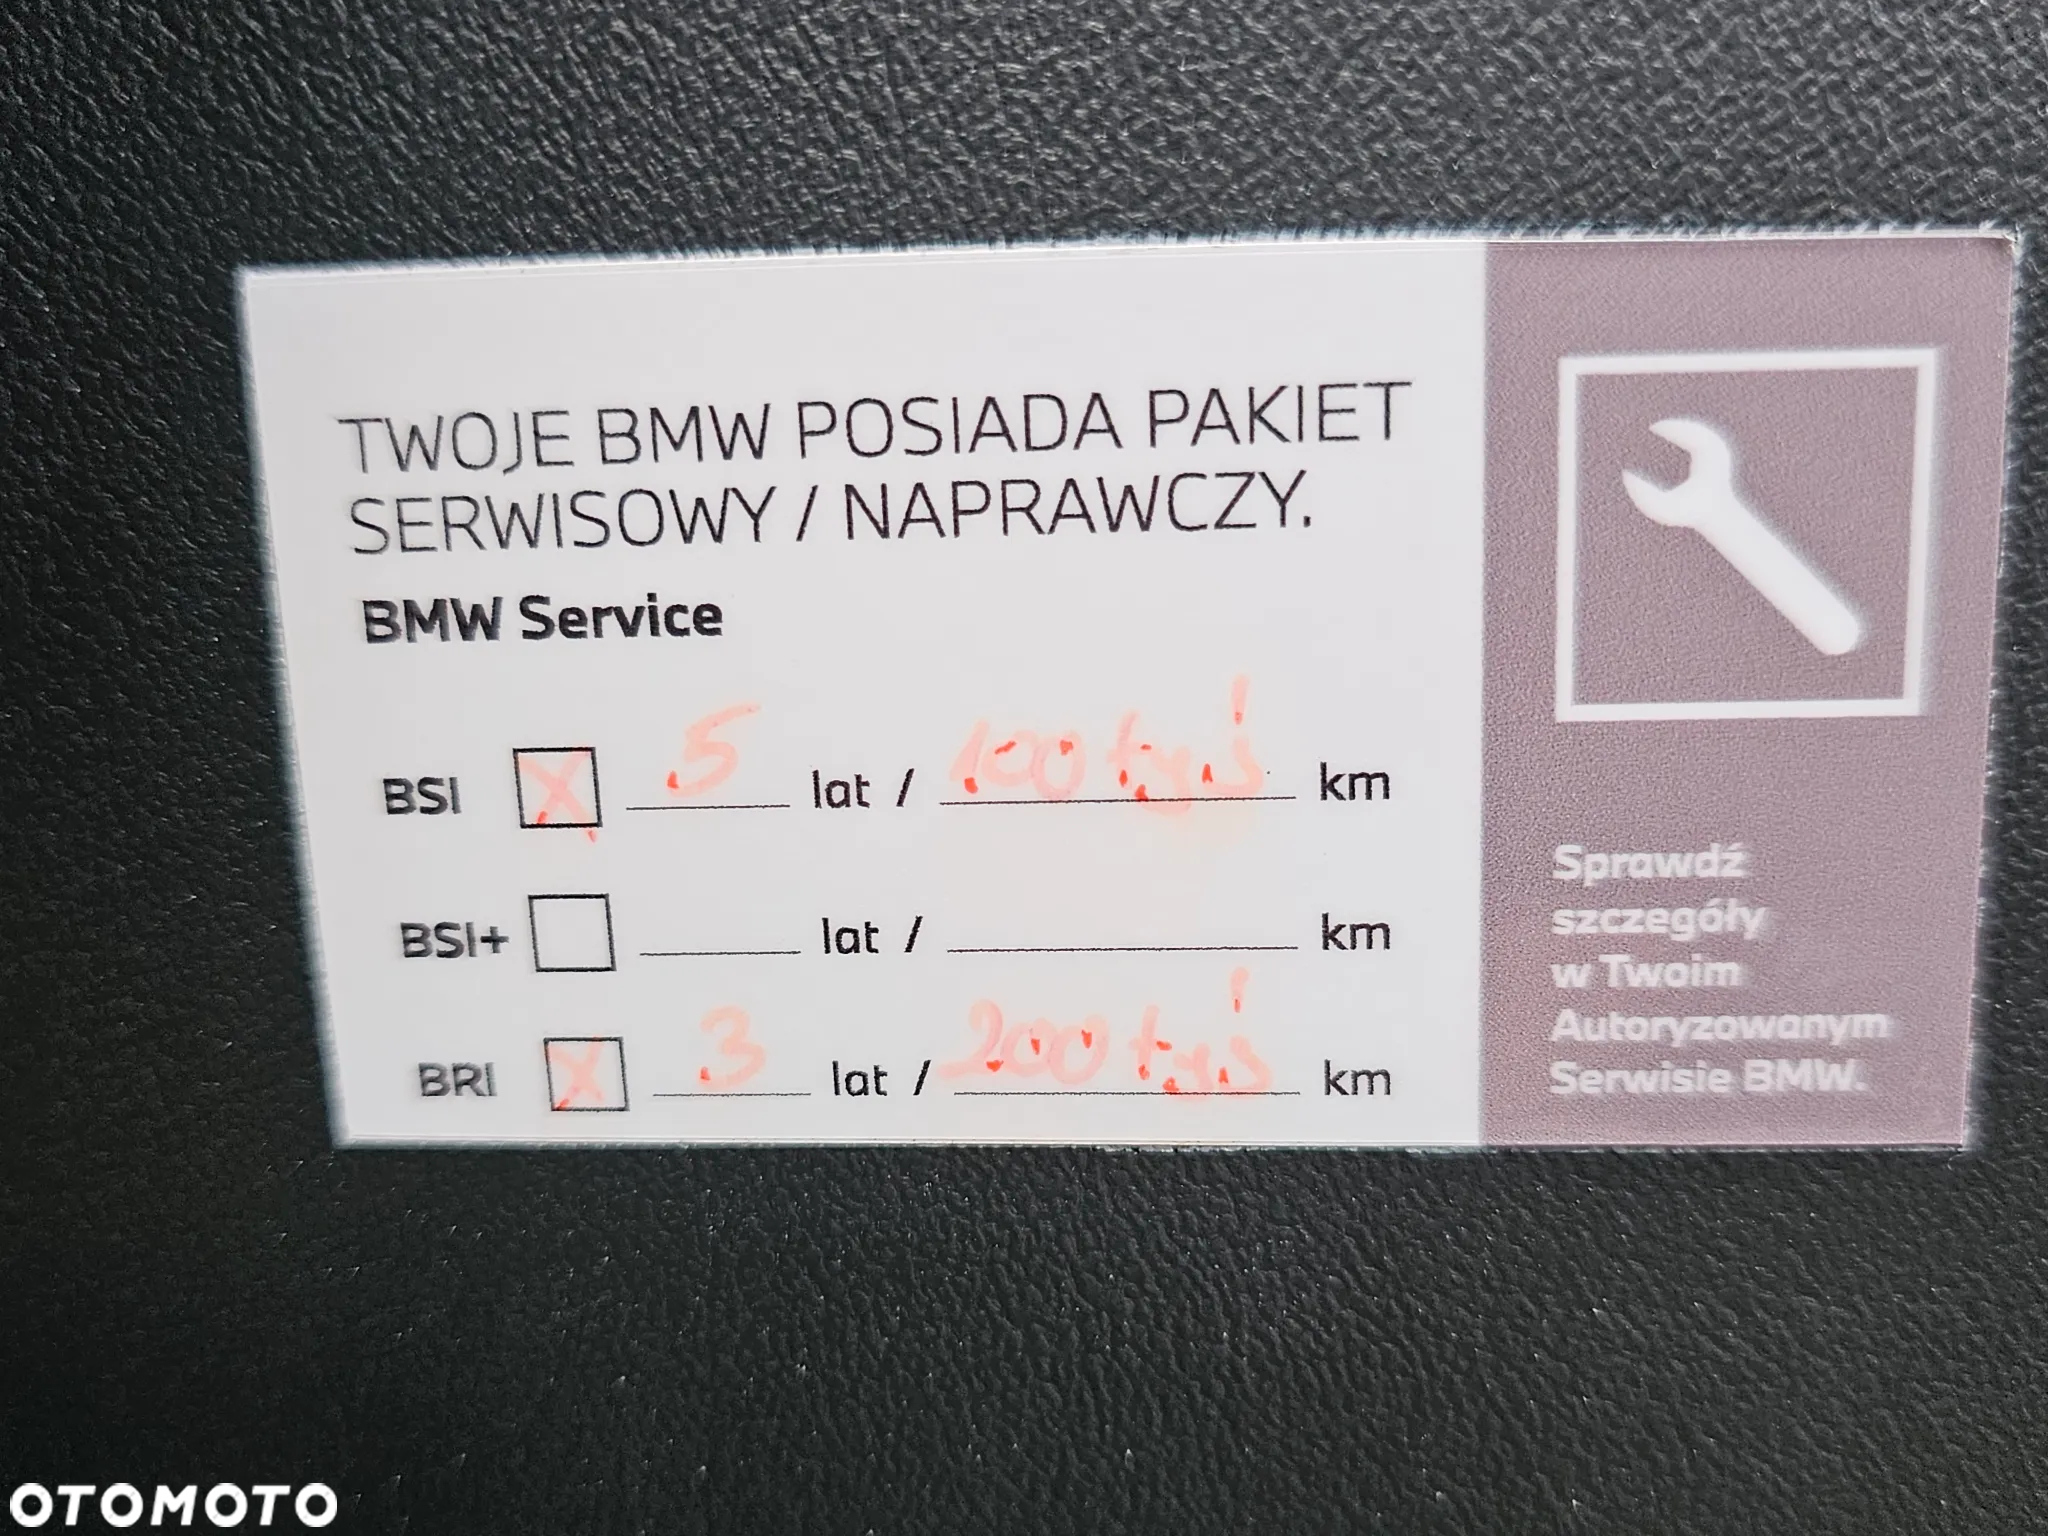 TWOJE BMW POSIADA PAKIET
SERWISOWY / NAPRAWCZY.
BMW Service
BSI X 5 lat / 100 tyś km
BSI+ lat / km
BRI X 3 lat / 200 tyś km
Sprawdź
szczegóły
w Twoim
Autoryzowanym
Serwisie BMW.
OTOMOTO